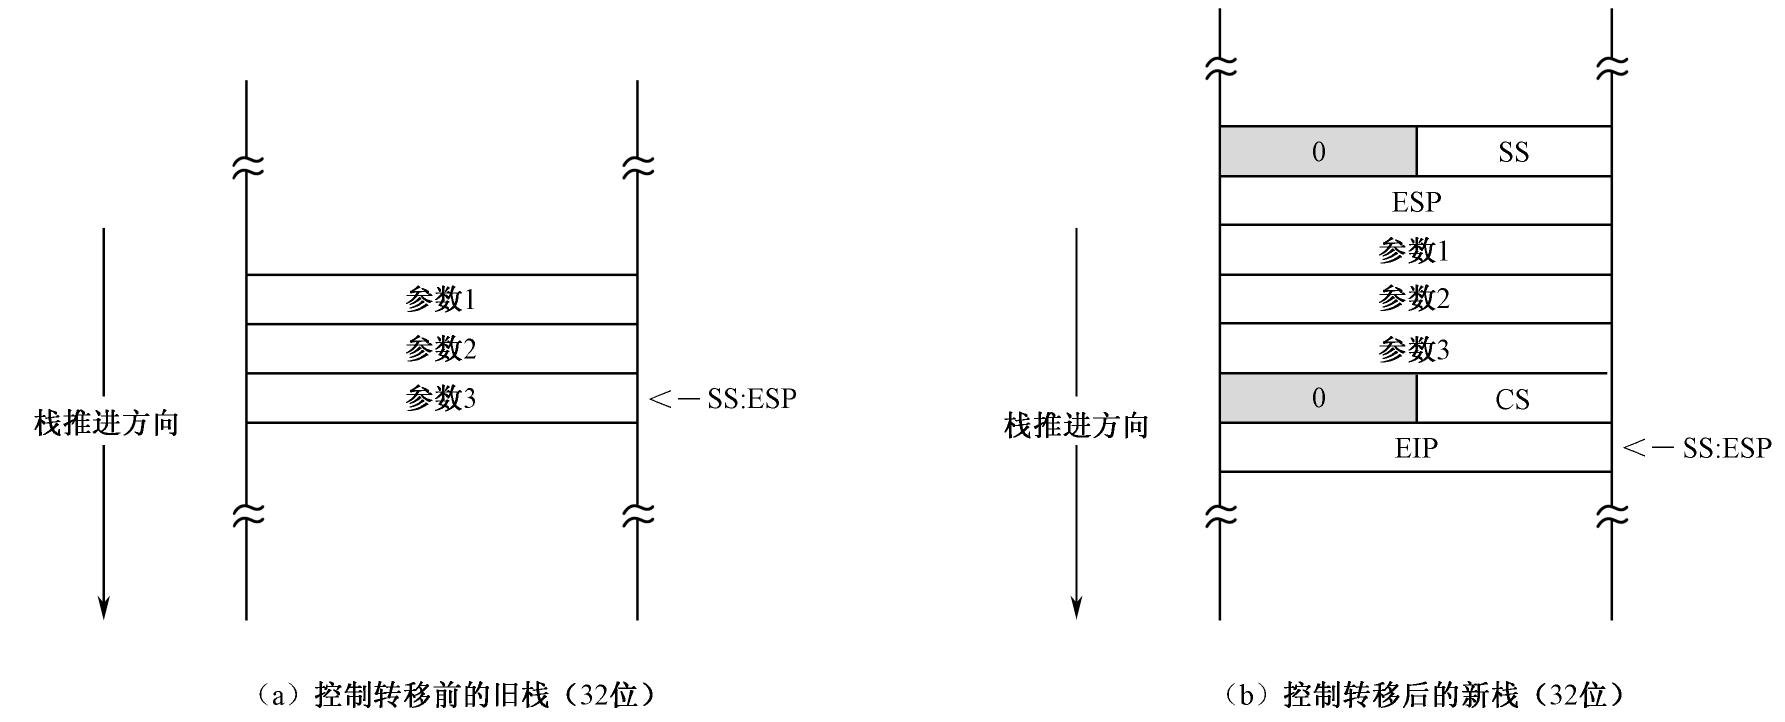 参数1
参数2
参数3
<－SS:ESP
栈推进方向
（a）控制转移前的旧栈（32位）
0 SS
ESP
参数1
参数2
参数3
0 CS
EIP
<－SS:ESP
栈推进方向
（b）控制转移后的新栈（32位）